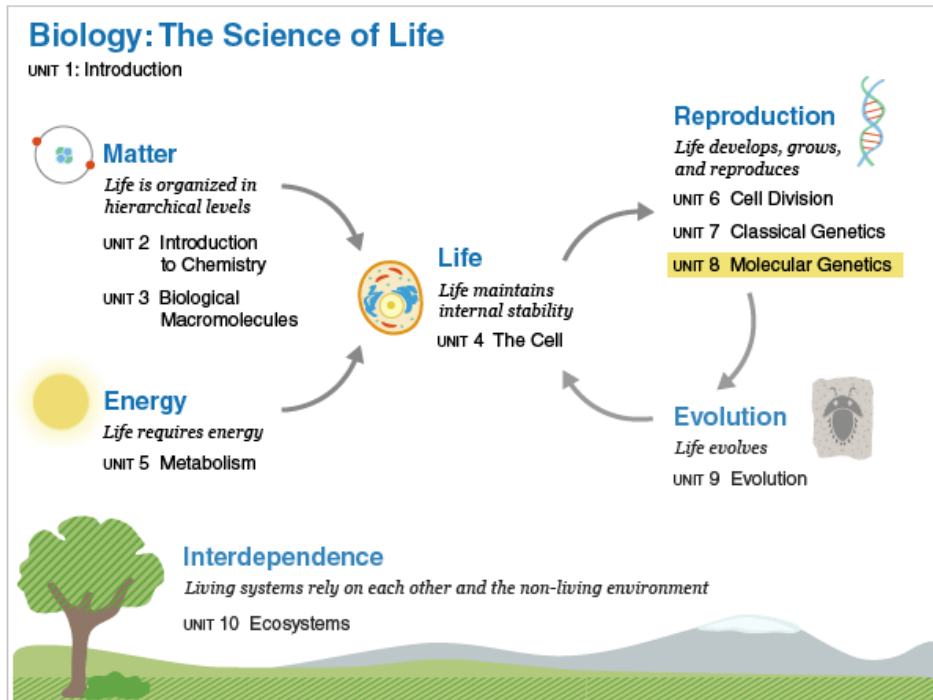 Biology: The Science of Life
UNIT 1: Introduction
Matter
Life is organized in
hierarchical levels
UNIT 2 Introduction
to Chemistry
UNIT 3 Biological
Macromolecules
Energy
Life requires energy
UNIT 5 Metabolism
Life
Life maintains
internal stability
UNIT 4 The Cell
Reproduction
Life develops, grows,
and reproduces
UNIT 6 Cell Division
UNIT 7 Classical Genetics
UNIT 8 Molecular Genetics
Evolution
Life evolves
UNIT 9 Evolution
Interdependence
Living systems rely on each other and the non-living environment
UNIT 10 Ecosystems